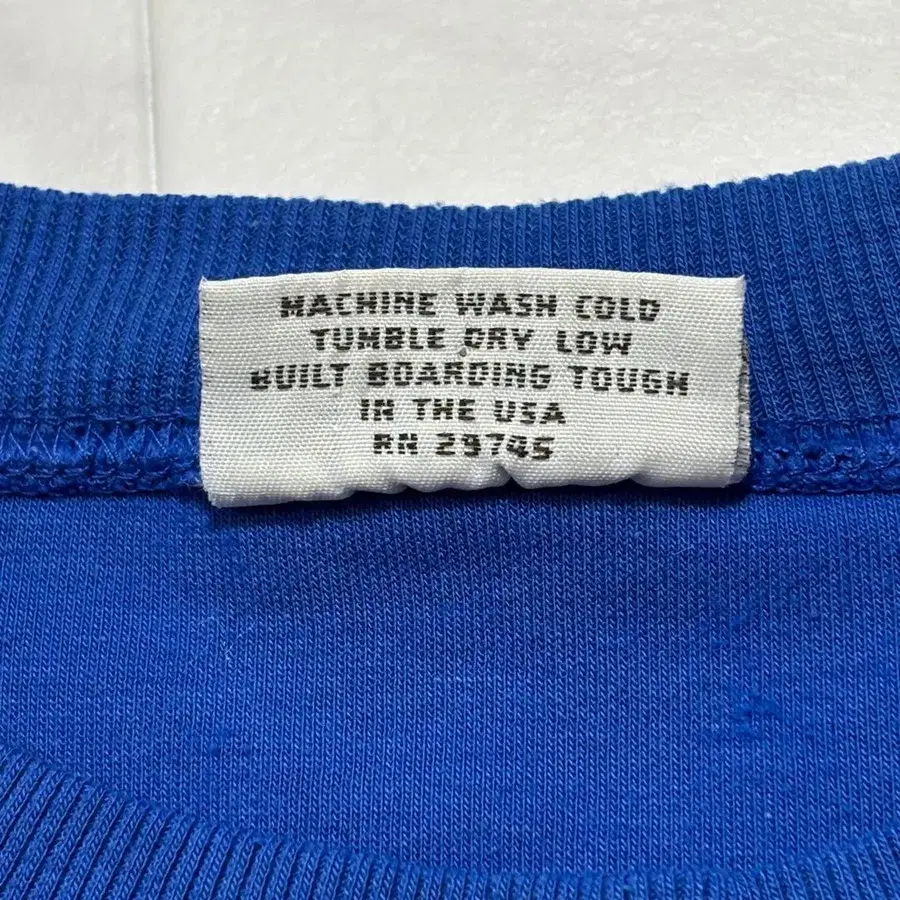 MACHINE WASH COLD
TUMBLE DRY LOW
BUILT BOARDING TOUGH
IN THE USA
RN 29745